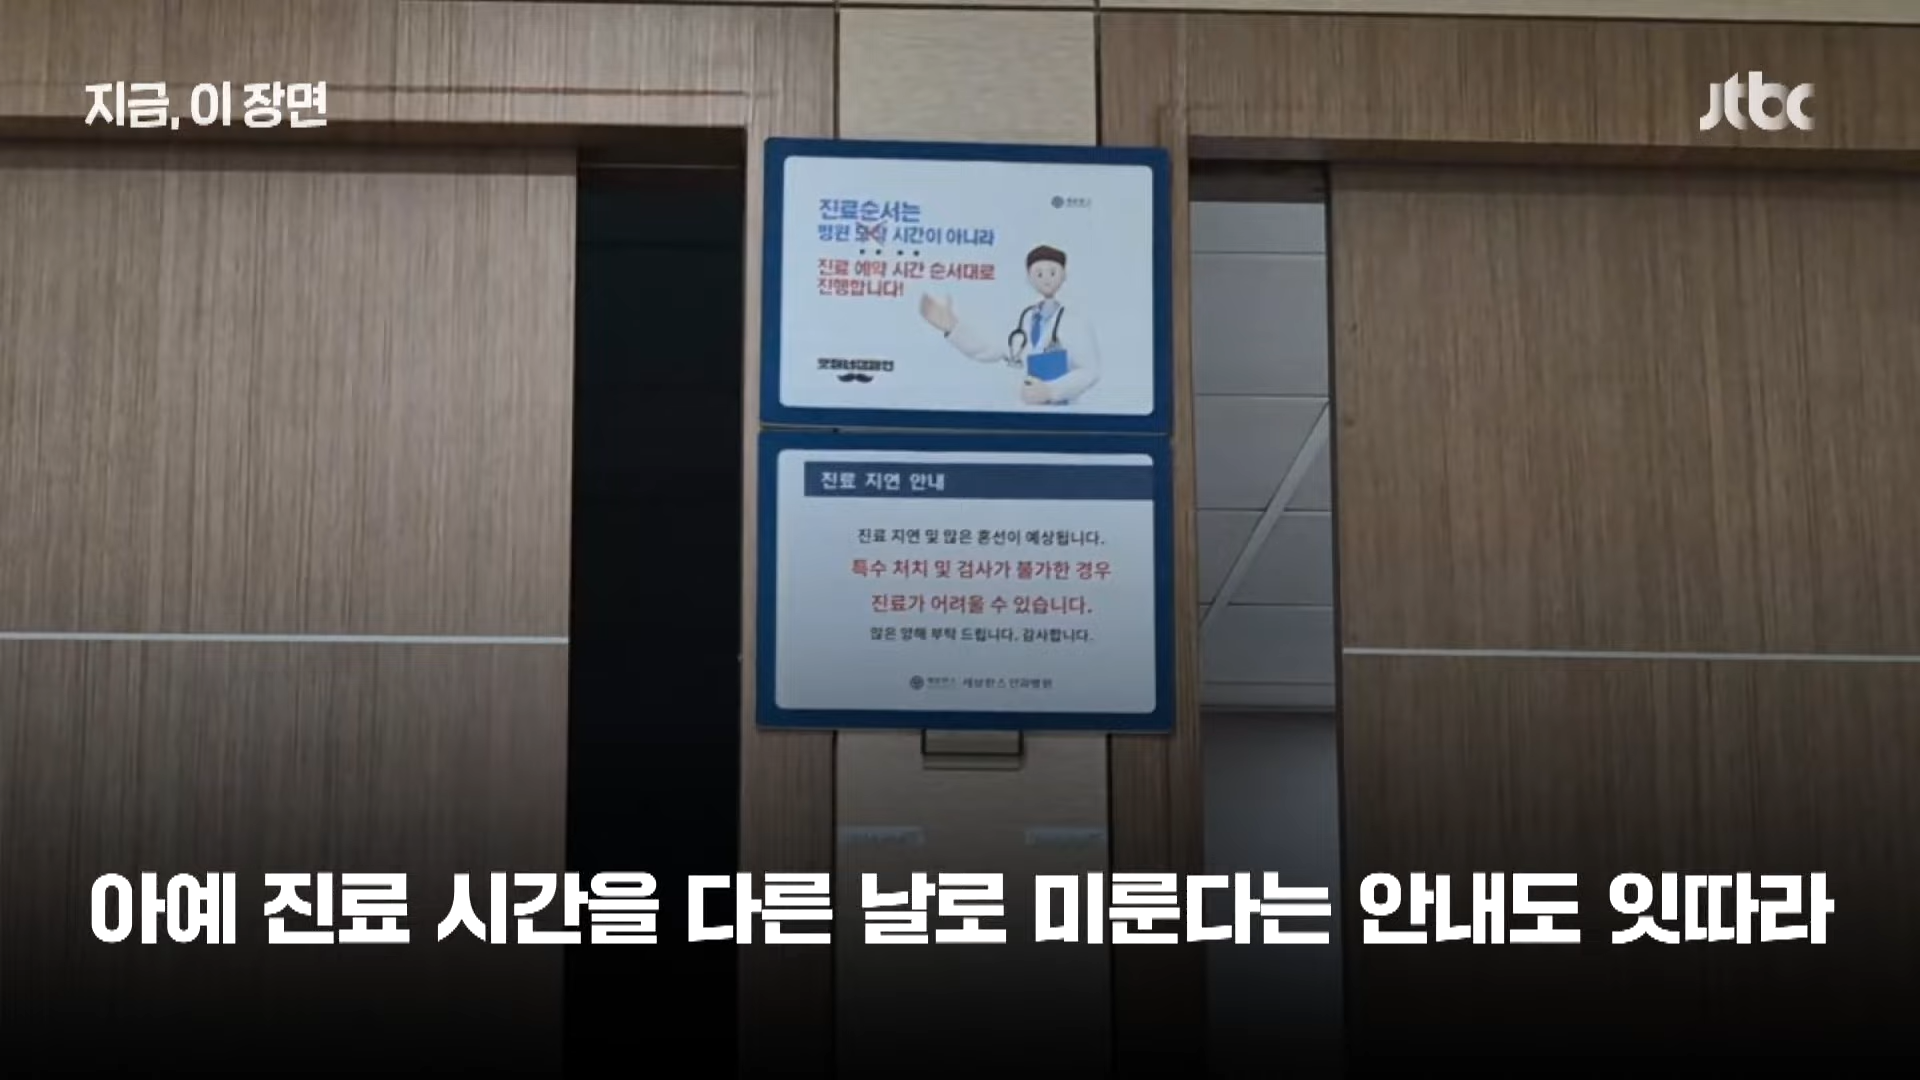 지금, 이 장면
jtbc
진료순서는
병원 도착 시간이 아니라
진료 예약 시간 순서대로
진행합니다!
진료 지연 안내
진료 지연 및 많은 혼선이 예상됩니다.
특수 처치 및 검사가 불가한 경우
진료가 어려울 수 있습니다.
많은 양해 부탁 드립니다. 감사합니다.
아예 진료 시간을 다른 날로 미룬다는 안내도 잇따라